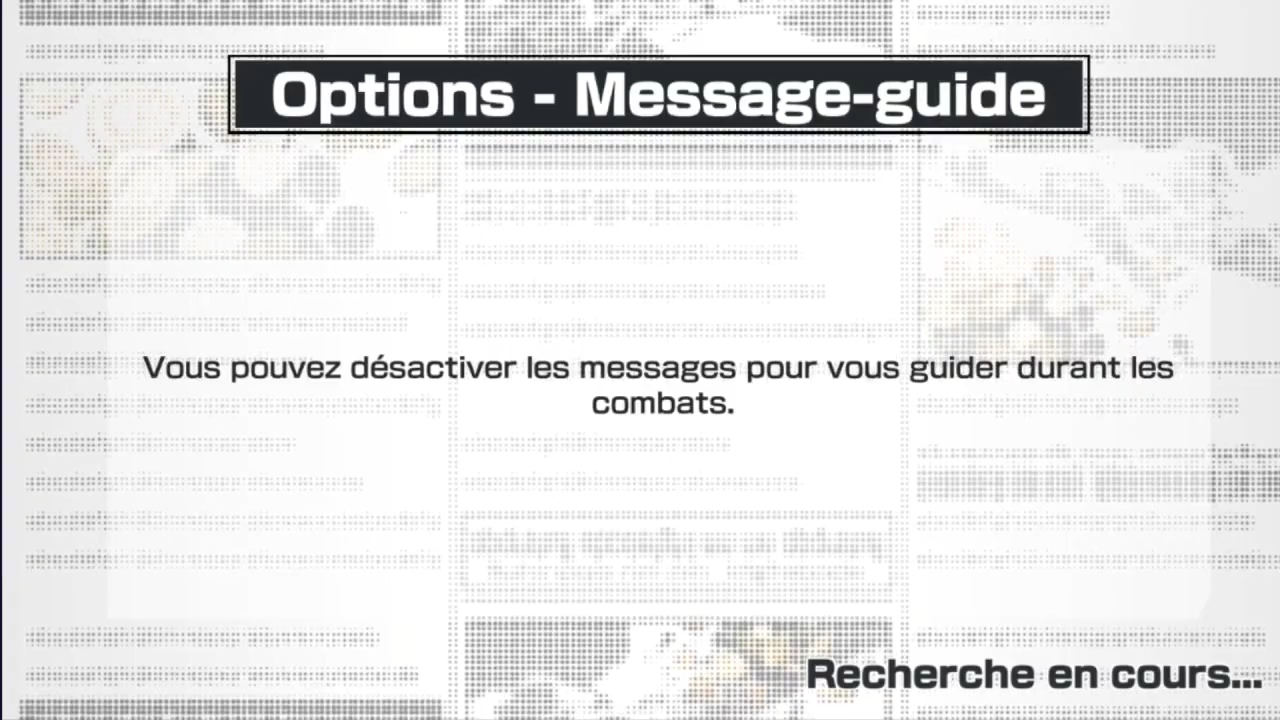 Options - Message-guide
Vous pouvez désactiver les messages pour vous guider durant les
combats.
Recherche en cours...